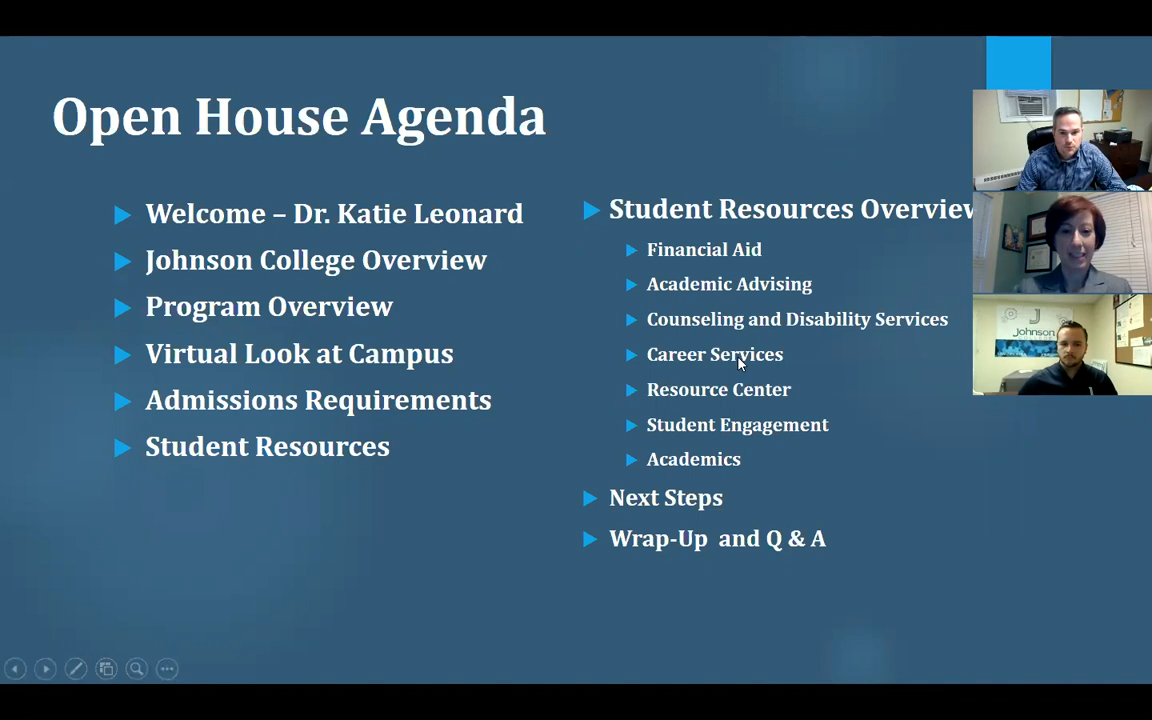 Open House Agenda
Welcome – Dr. Katie Leonard
Johnson College Overview
Program Overview
Virtual Look at Campus
Admissions Requirements
Student Resources
Student Resources Overview
Financial Aid
Academic Advising
Counseling and Disability Services
Career Services
Resource Center
Student Engagement
Academics
Next Steps
Wrap-Up and Q & A
J
Johnson